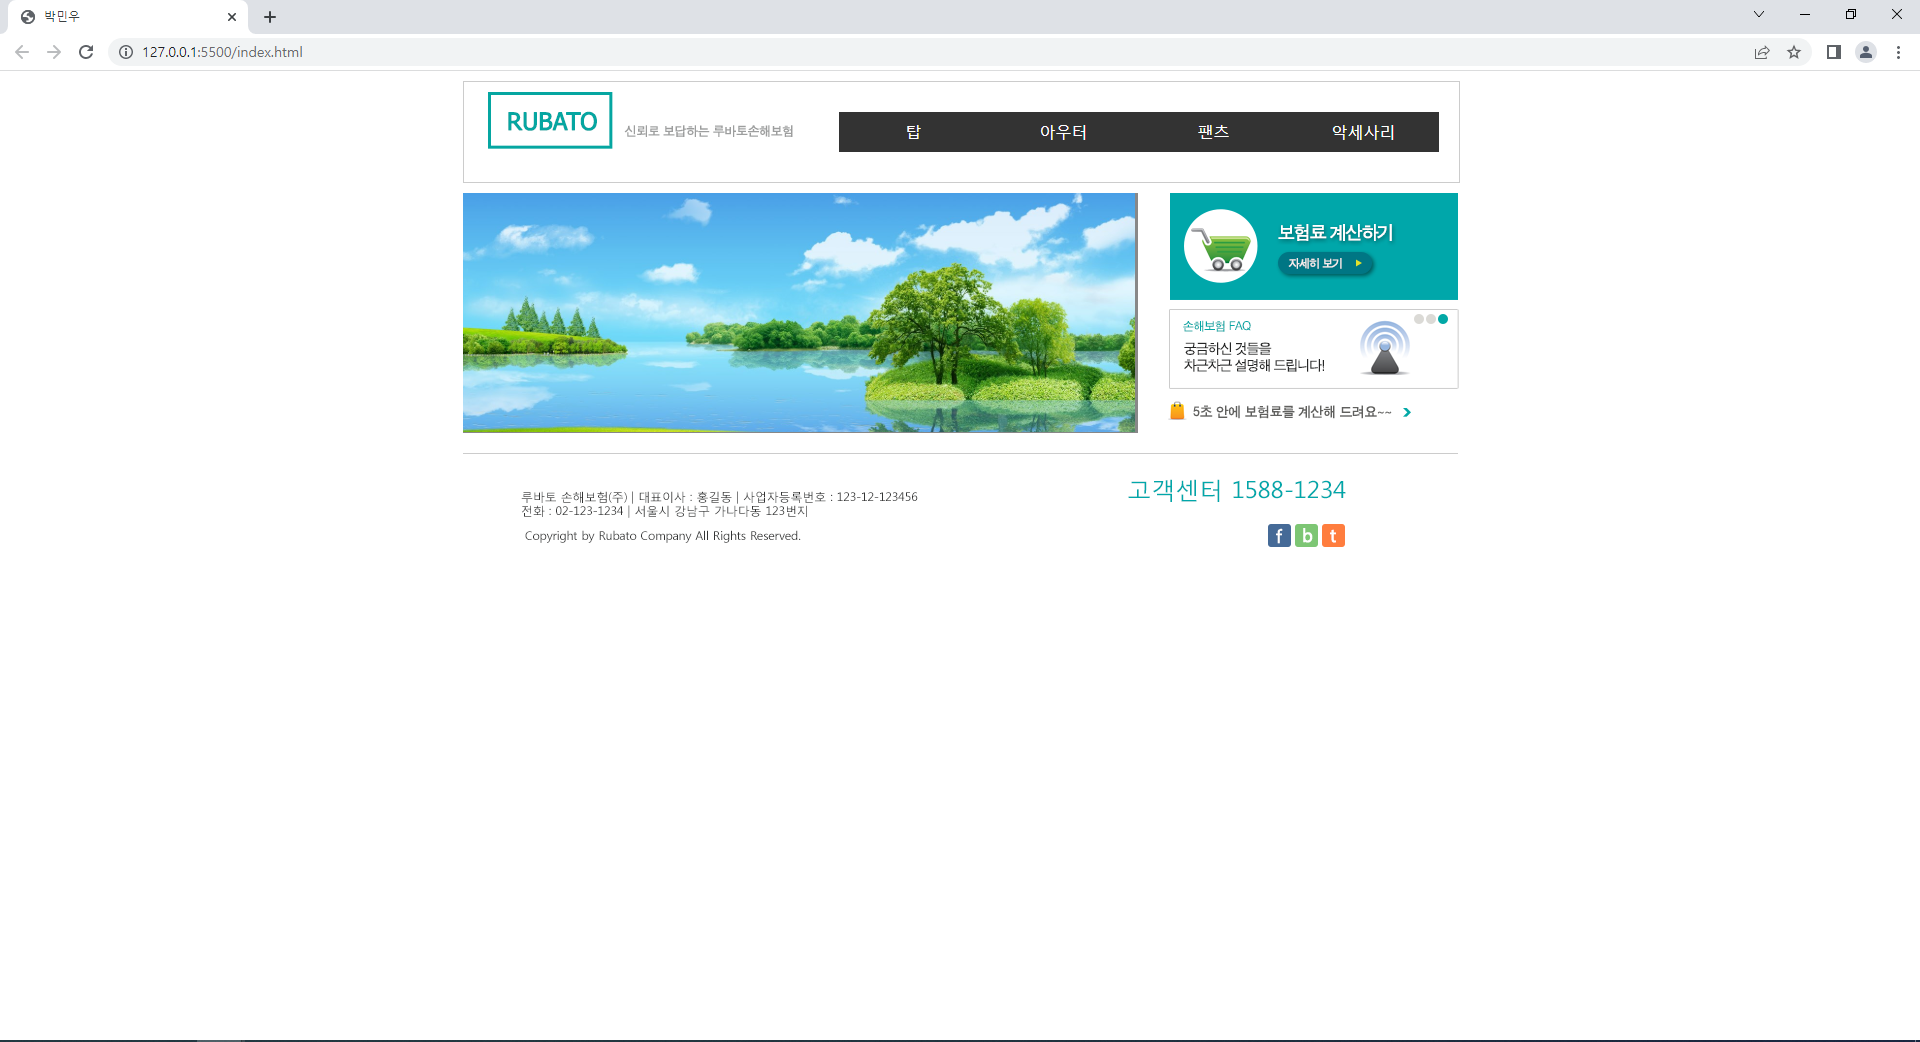 박민우
127.0.0.1:5500/index.html
RUBATO
신뢰로 보답하는 루바토손해보험
탑
아우터
팬츠
악세사리
보험료 계산하기
자세히 보기
손해보험 FAQ
궁금하신 것들을
차근차근 설명해 드립니다!
5초 안에 보험료를 계산해 드려요~~
루바토 손해보험(주) | 대표이사 : 홍길동 | 사업자등록번호 : 123-12-123456
전화 : 02-123-1234 | 서울시 강남구 가나다동 123번지
Copyright by Rubato Company All Rights Reserved.
고객센터 1588-1234
f b t